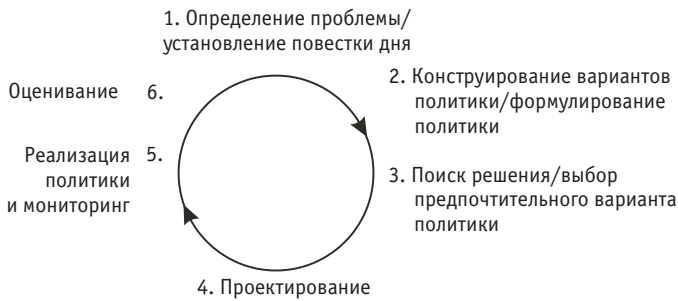 1. Определение проблемы/
установление повестки дня
2. Конструирование вариантов
политики/формулирование
политики
3. Поиск решения/выбор
предпочтительного варианта
политики
4. Проектирование
5. Реализация
политики
и мониторинг
6. Оценивание